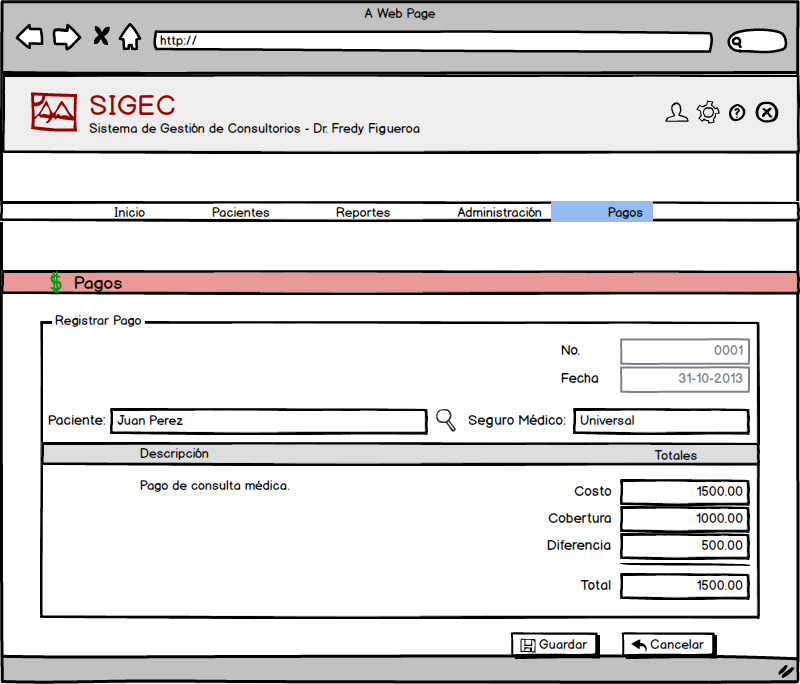 A Web Page
http://
SIGEC
Sistema de Gestión de Consultorios - Dr. Fredy Figueroa
Inicio Pacientes Reportes Administración Pagos
$ Pagos
Registrar Pago
No. 0001
Fecha 31-10-2013
Paciente: Juan Perez Seguro Médico: Universal
Descripción Totales
Pago de consulta médica. Costo 1500.00
Cobertura 1000.00
Diferencia 500.00
Total 1500.00
Guardar Cancelar